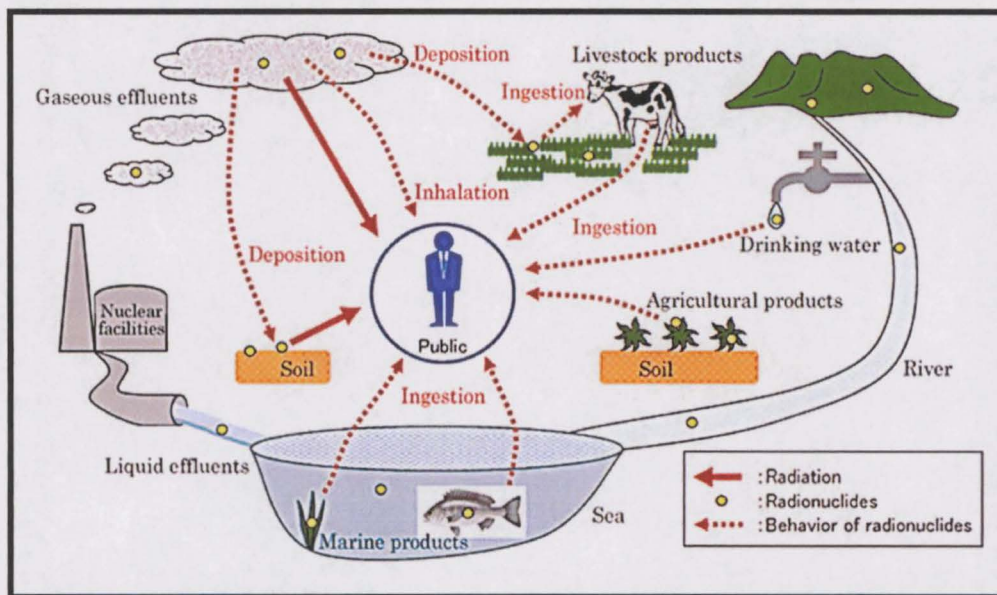 Deposition
Livestock products
Gaseous effluents
Ingestion
Inhalation
Ingestion
Drinking water
Deposition
Agricultural products
Nuclear
facilities
Public
Soil
Soil
River
Ingestion
Liquid effluents
Sea
Marine products
:Radiation
:Radionuclides
:Behavior of radionuclides